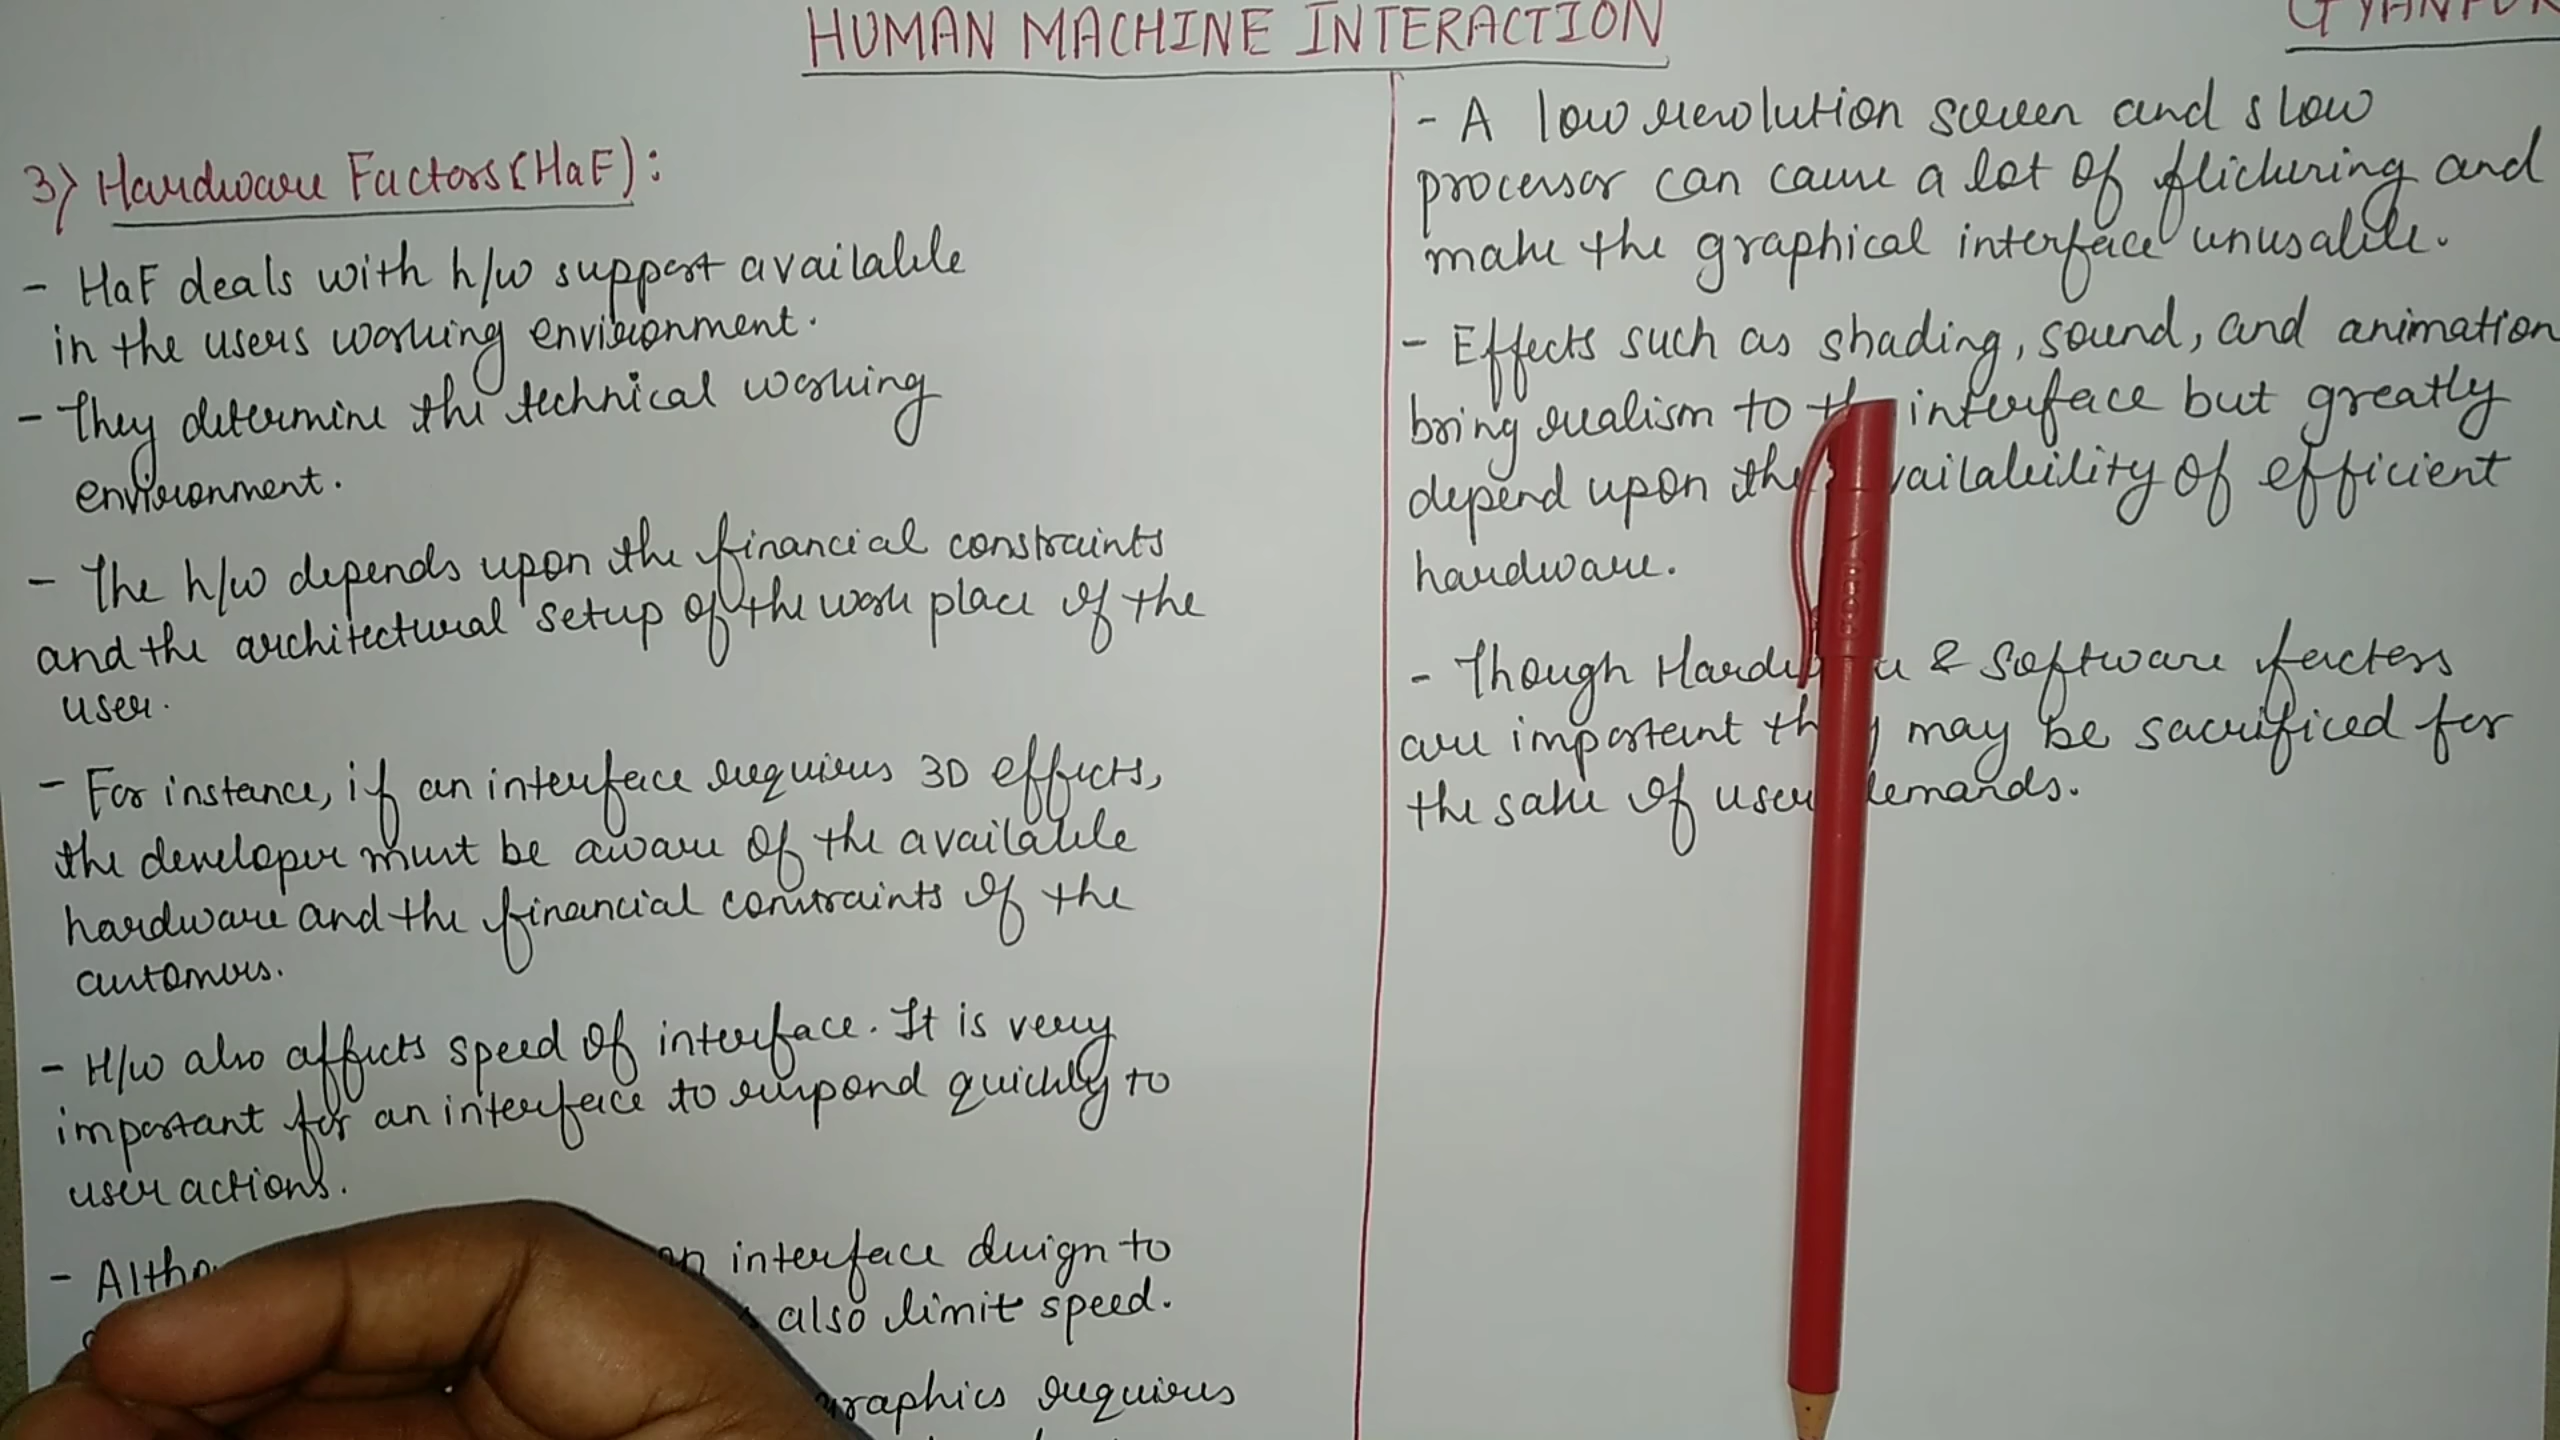 HUMAN MACHINE INTERACTION
3) Hardware Factors (HaF):
- HaF deals with h/w support available
in the users working environment.
- They determine the technical working
environment.
- The h/w depends upon the financial constraints
and the architectural setup of the work place of the
user.
- For instance, if an interface requires 3D effects,
the developer must be aware of the available
hardware and the financial constraints of the
customers.
- H/w also affects speed of interface. It is very
important for an interface to respond quickly to
user actions.
- interface design to
also limit speed.
graphics requires
- A low resolution screen and slow
processor can cause a lot of flickering and
make the graphical interface unusable.
- Effects such as shading, sound, and animation
bring realism to interface but greatly
depend upon the of efficient
hardware.
- Though & Software factors
are important may be sacrificed for
the sake of user demands.